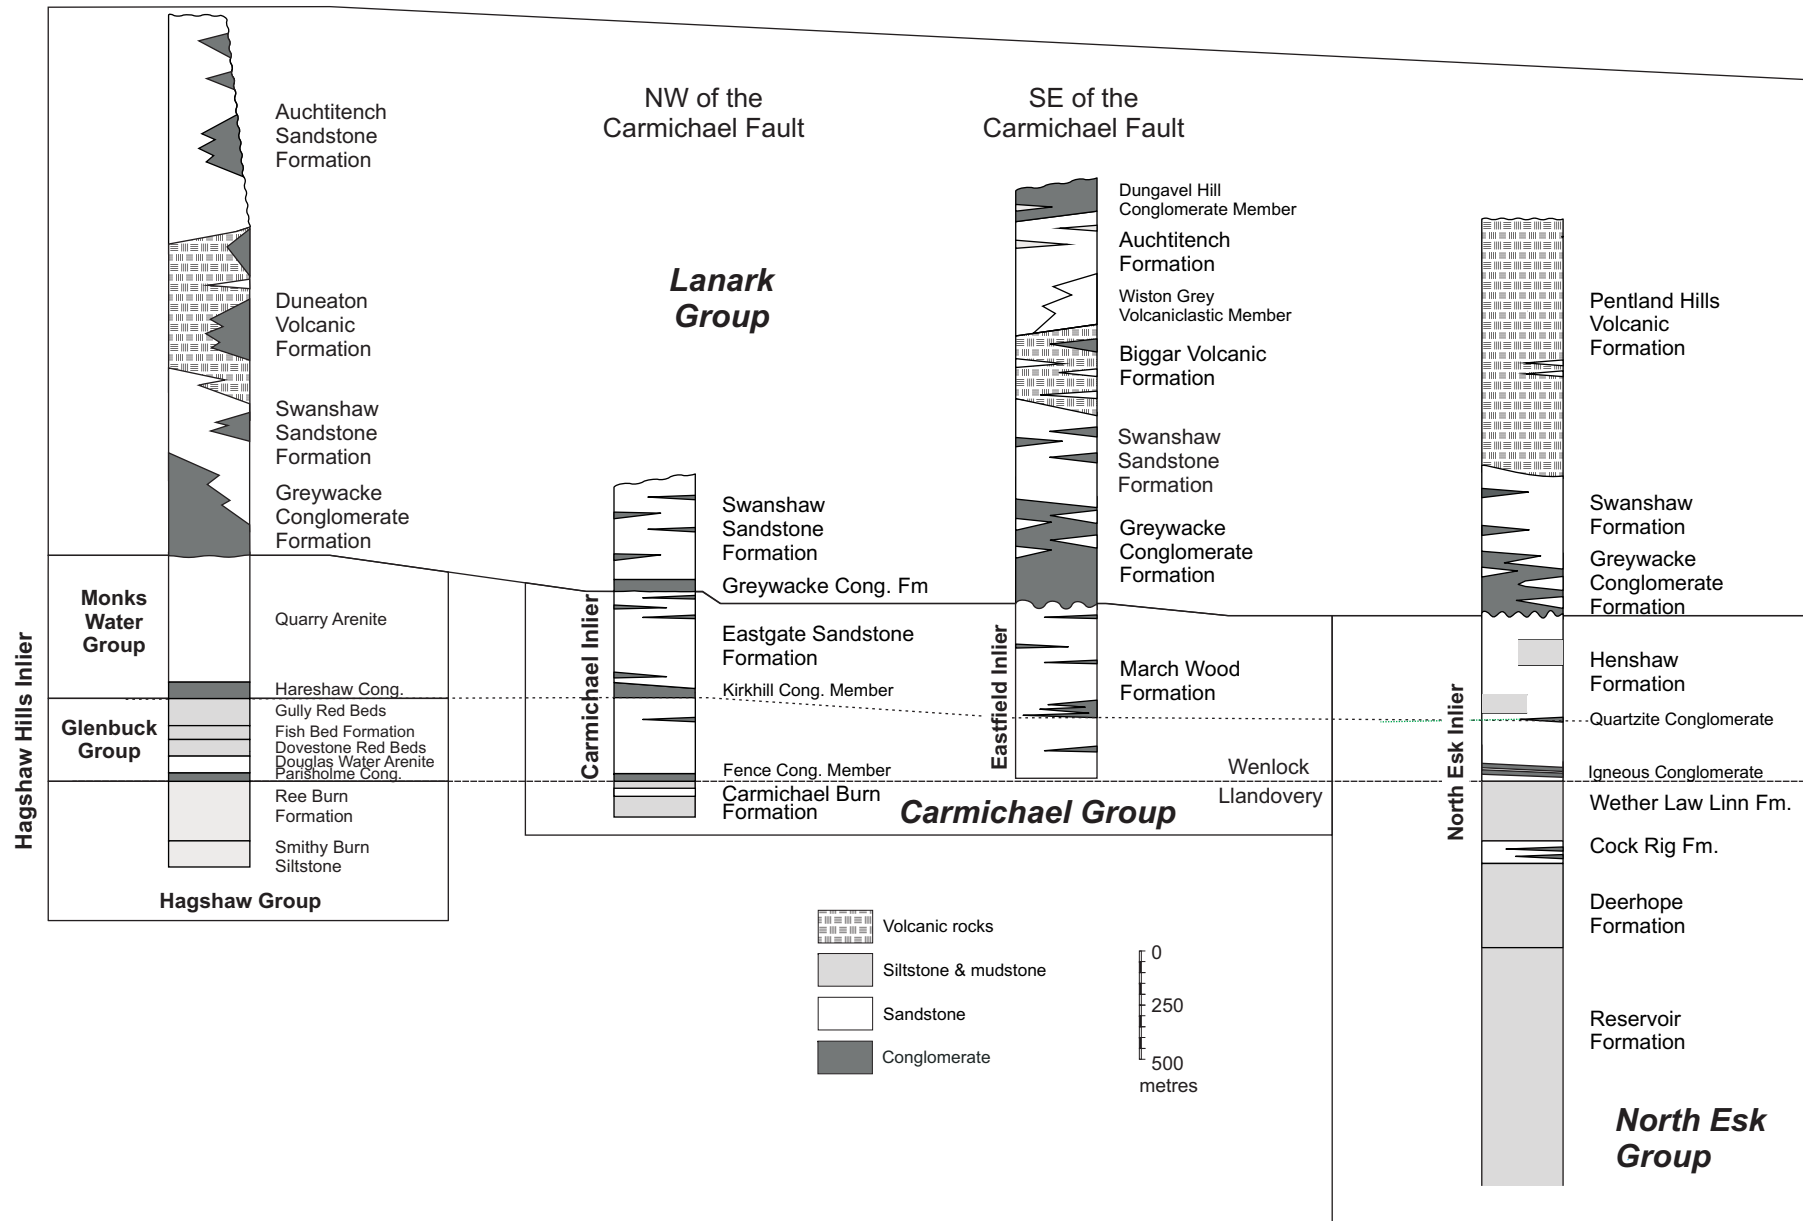 Auchtitench
Sandstone
Formation
Duneaton
Volcanic
Formation
Swanshaw
Sandstone
Formation
Greywacke
Conglomerate
Formation
Monks
Water
Group
Quarry Arenite
Hareshaw Cong.
Glenbuck
Group
Gully Red Beds
Fish Bed Formation
Dovestone Red Beds
Douglas Water Arenite
Parisholme Cong.
Ree Burn
Formation
Smithy Burn
Siltstone
Hagshaw Group
Hagshaw Hills Inlier
NW of the
Carmichael Fault
Lanark
Group
Swanshaw
Sandstone
Formation
Greywacke Cong. Fm
Eastgate Sandstone
Formation
Kirkhill Cong. Member
Fence Cong. Member
Carmichael Burn
Formation
Carmichael Inlier
SE of the
Carmichael Fault
Dungavel Hill
Conglomerate Member
Auchtitench
Formation
Wiston Grey
Volcaniclastic Member
Biggar Volcanic
Formation
Swanshaw
Sandstone
Formation
Greywacke
Conglomerate
Formation
March Wood
Formation
Eastfield Inlier
Wenlock
Llandovery
Carmichael Group
Pentland Hills
Volcanic
Formation
Swanshaw
Formation
Greywacke
Conglomerate
Formation
Henshaw
Formation
Quartzite Conglomerate
Igneous Conglomerate
Wether Law Linn Fm.
Cock Rig Fm.
Deerhope
Formation
Reservoir
Formation
North Esk Inlier
North Esk
Group
Volcanic rocks
Siltstone & mudstone
Sandstone
Conglomerate
0
250
500
metres